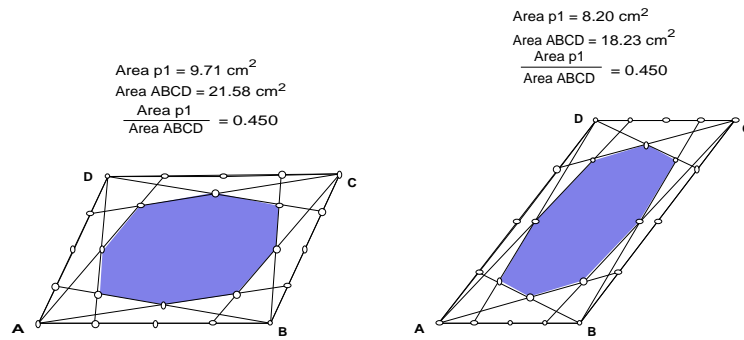 Area p1 = 9.71 cm²
Area ABCD = 21.58 cm²
Area p1
Area ABCD = 0.450
D
C
A
B
Area p1 = 8.20 cm²
Area ABCD = 18.23 cm²
Area p1
Area ABCD = 0.450
D
C
A
B